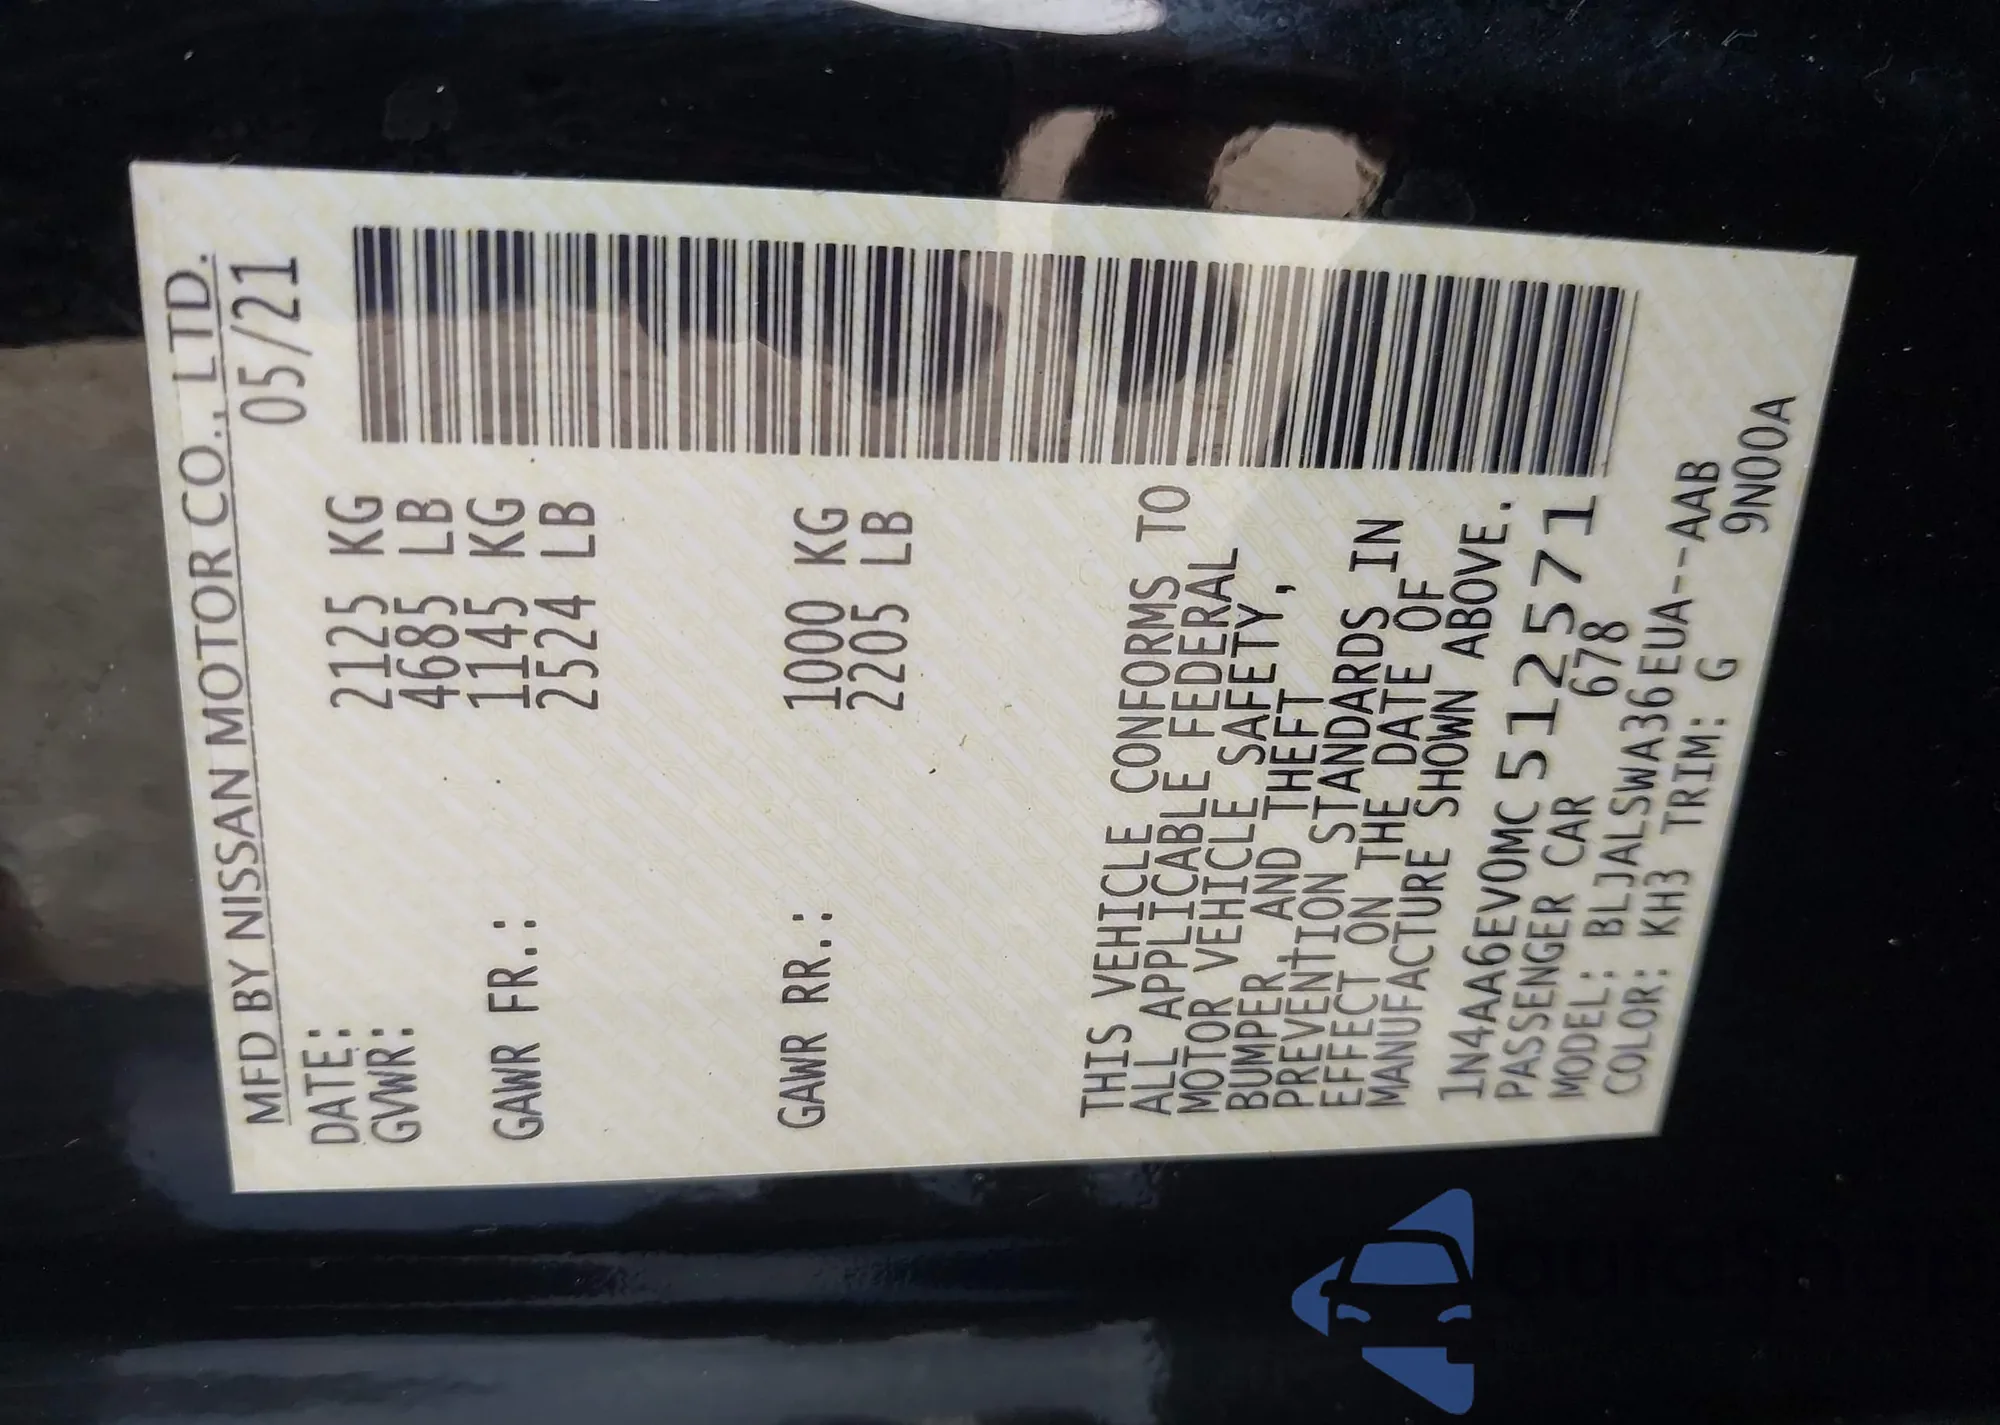 MFD BY NISSAN MOTOR CO., LTD.
DATE: 05/21
GVWR: 2125 KG
4685 LB
GAWR FR.: 1145 KG
2524 LB
GAWR RR.: 1000 KG
2205 LB
THIS VEHICLE CONFORMS TO
ALL APPLICABLE FEDERAL
MOTOR VEHICLE SAFETY,
BUMPER AND THEFT
PREVENTION STANDARDS IN
EFFECT ON THE DATE OF
MANUFACTURE SHOWN ABOVE.
1N4AA6EV0MC512571
PASSENGER CAR 678
MODEL: BLJALSWA36EUA--AAB
COLOR: KH3 TRIM: G 9N00A